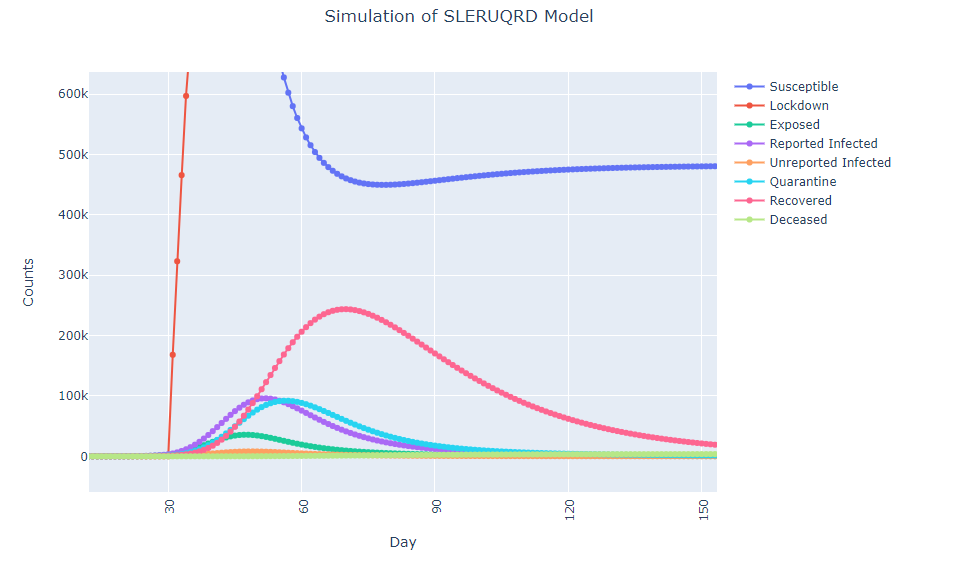 Simulation of SLERUQRD Model
600k
500k
400k
300k
200k
100k
0
Counts
30
60
90
120
150
Day
Susceptible
Lockdown
Exposed
Reported Infected
Unreported Infected
Quarantine
Recovered
Deceased